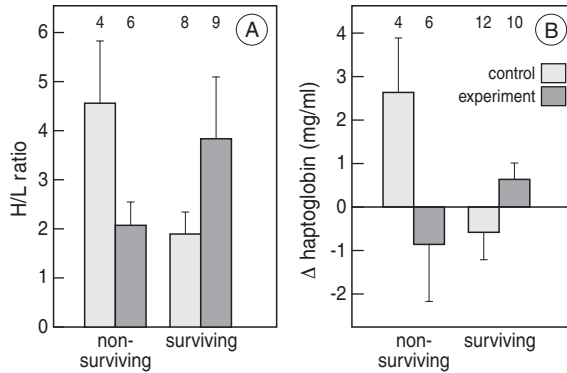 4 6 8 9 A
H/L ratio
6
5
4
3
2
1
0
non-
surviving
surviving
4 6 12 10 B
control
experiment
Δ haptoglobin (mg/ml)
4
3
2
1
0
-1
-2
non-
surviving
surviving